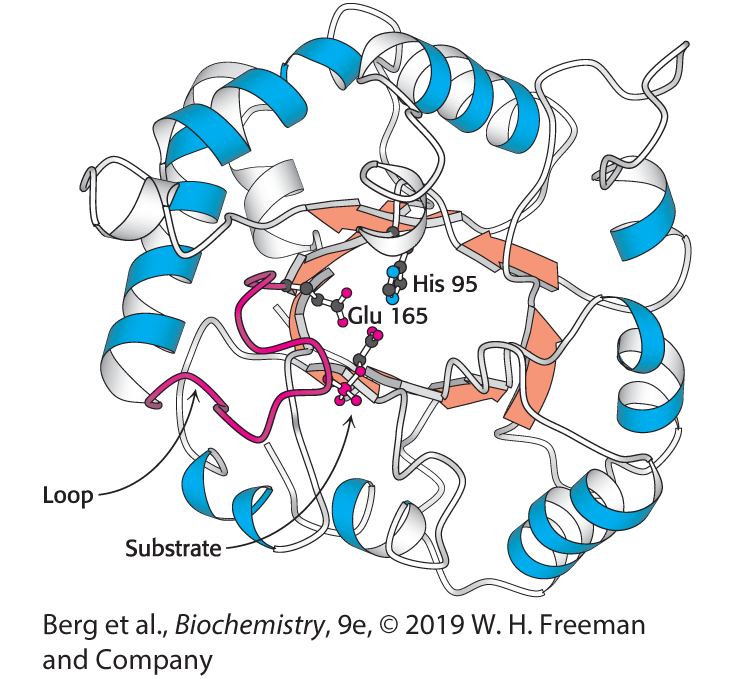 His 95
Glu 165
Loop
Substrate
Berg et al., Biochemistry, 9e, © 2019 W. H. Freeman
and Company